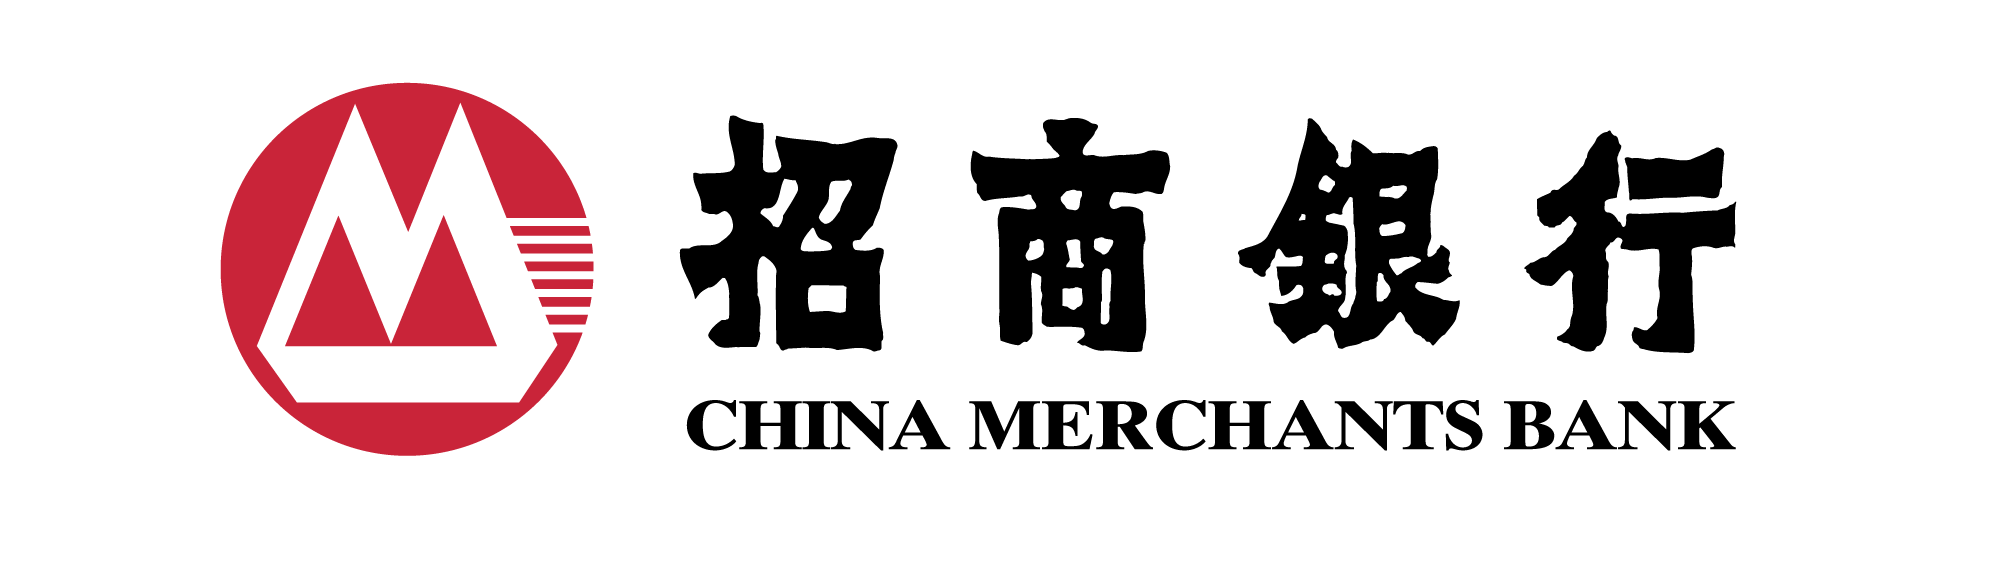 招商銀行
CHINA MERCHANTS BANK